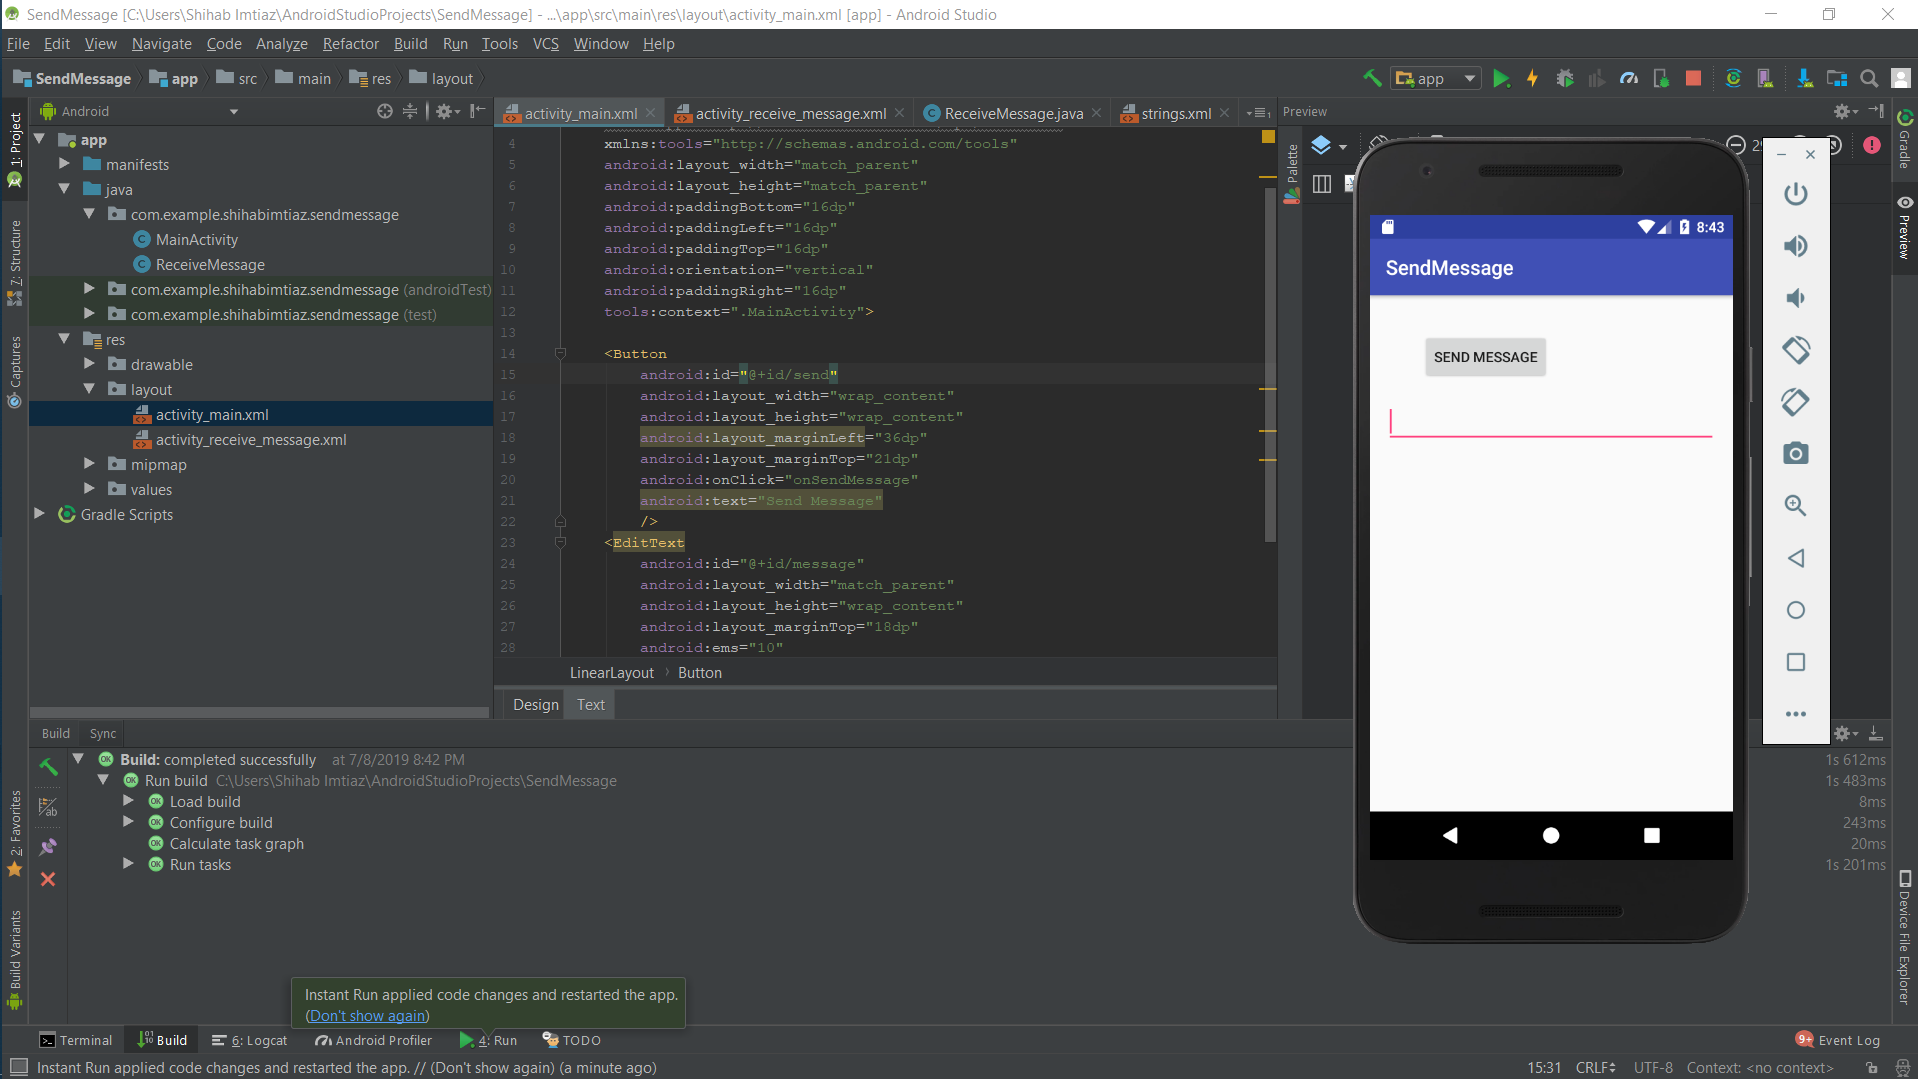 SendMessage [C:\Users\Shihab Imtiaz\AndroidStudioProjects\SendMessage] - ...\app\src\main\res\layout\activity_main.xml [app] - Android Studio
File Edit View Navigate Code Analyze Refactor Build Run Tools VCS Window Help
SendMessage app src main res layout
app
Android
activity_main.xml activity_receive_message.xml ReceiveMessage.java strings.xml
Preview
1: Project
7: Structure
Captures
2: Favorites
Build Variants
app
manifests
java
com.example.shihabimtiaz.sendmessage
MainActivity
ReceiveMessage
com.example.shihabimtiaz.sendmessage (androidTest)
com.example.shihabimtiaz.sendmessage (test)
res
drawable
layout
activity_main.xml
activity_receive_message.xml
mipmap
values
Gradle Scripts
4 xmlns:tools="http://schemas.android.com/tools"
5 android:layout_width="match_parent"
6 android:layout_height="match_parent"
7 android:paddingBottom="16dp"
8 android:paddingLeft="16dp"
9 android:paddingTop="16dp"
10 android:orientation="vertical"
11 android:paddingRight="16dp"
12 tools:context=".MainActivity">
13
14 <Button
15 android:id="@+id/send"
16 android:layout_width="wrap_content"
17 android:layout_height="wrap_content"
18 android:layout_marginLeft="36dp"
19 android:layout_marginTop="21dp"
20 android:onClick="onSendMessage"
21 android:text="Send Message"
22 />
23 <EditText
24 android:id="@+id/message"
25 android:layout_width="match_parent"
26 android:layout_height="wrap_content"
27 android:layout_marginTop="18dp"
28 android:ems="10"
LinearLayout Button
Design Text
Palette
8:43
SendMessage
SEND MESSAGE
Gradle
Preview
Device File Explorer
Build Sync
Build: completed successfully at 7/8/2019 8:42 PM 1s 612ms
Run build C:\Users\Shihab Imtiaz\AndroidStudioProjects\SendMessage 1s 483ms
Load build 8ms
Configure build 243ms
Calculate task graph 20ms
Run tasks 1s 201ms
Instant Run applied code changes and restarted the app.
(Don't show again)
Terminal Build 6: Logcat Android Profiler 4: Run TODO 9+ Event Log
Instant Run applied code changes and restarted the app. // (Don't show again) (a minute ago) 15:31 CRLF UTF-8 Context: <no context>